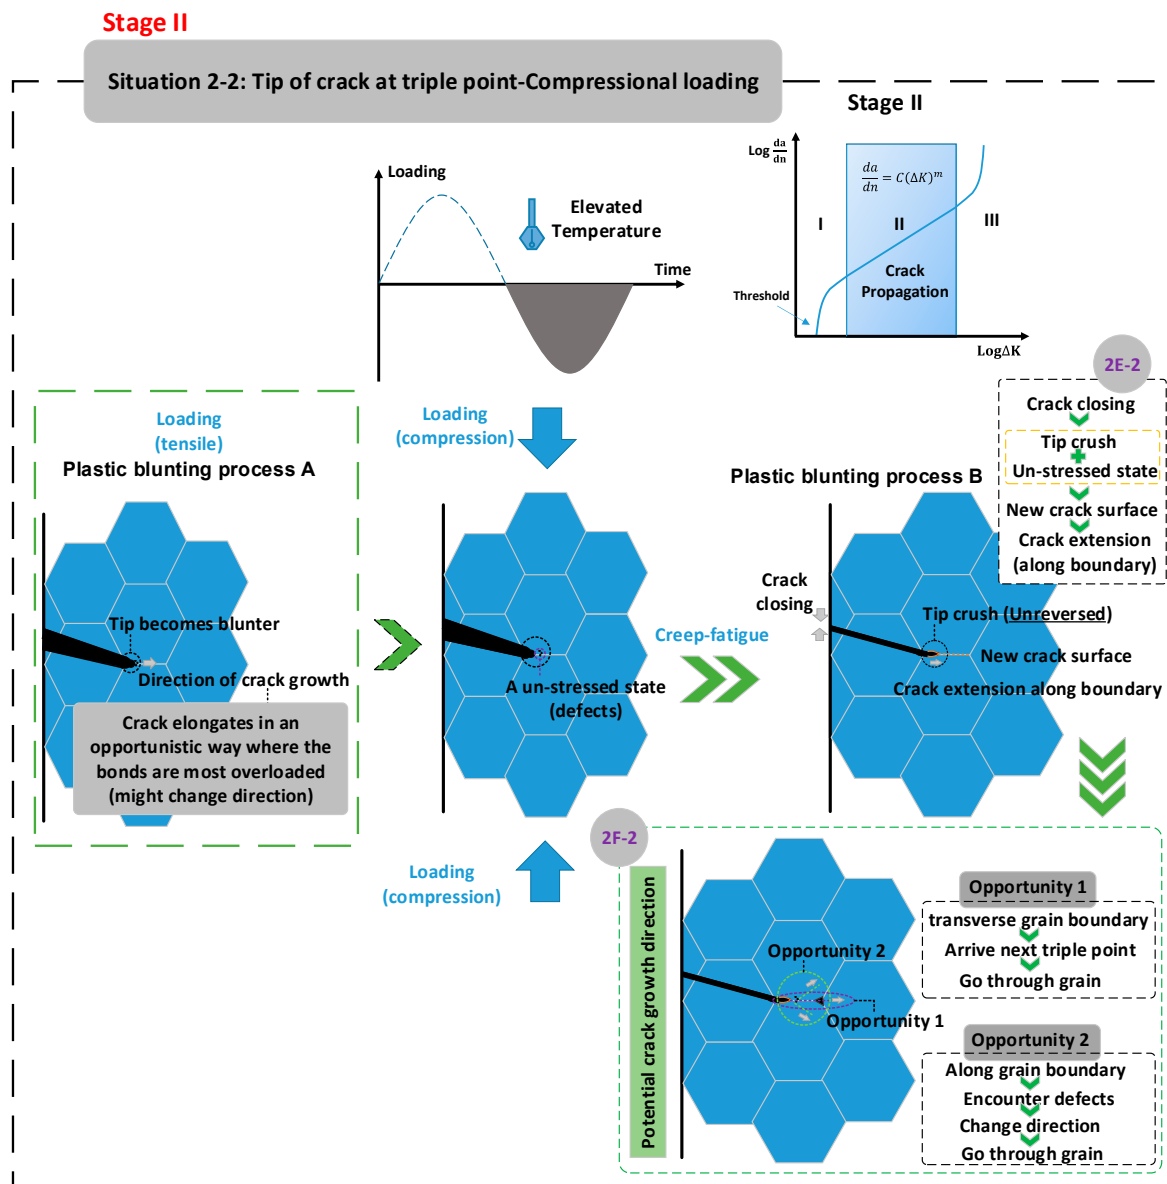 Stage II
Situation 2-2: Tip of crack at triple point-Compressional loading
Stage II
Log da/dn
da/dn = C(ΔK)^m
I
II
III
Crack
Propagation
Threshold
LogΔK
Loading
Elevated
Temperature
Time
2E-2
Crack closing
Tip crush
Un-stressed state
New crack surface
Crack extension
(along boundary)
Loading
(tensile)
Plastic blunting process A
Tip becomes blunter
Direction of crack growth
Crack elongates in an
opportunistic way where the
bonds are most overloaded
(might change direction)
Loading
(compression)
A un-stressed state
(defects)
Loading
(compression)
Creep-fatigue
Plastic blunting process B
Crack
closing
Tip crush (Unreversed)
New crack surface
Crack extension along boundary
2F-2
Potential crack growth direction
Opportunity 2
Opportunity 1
Opportunity 1
transverse grain boundary
Arrive next triple point
Go through grain
Opportunity 2
Along grain boundary
Encounter defects
Change direction
Go through grain